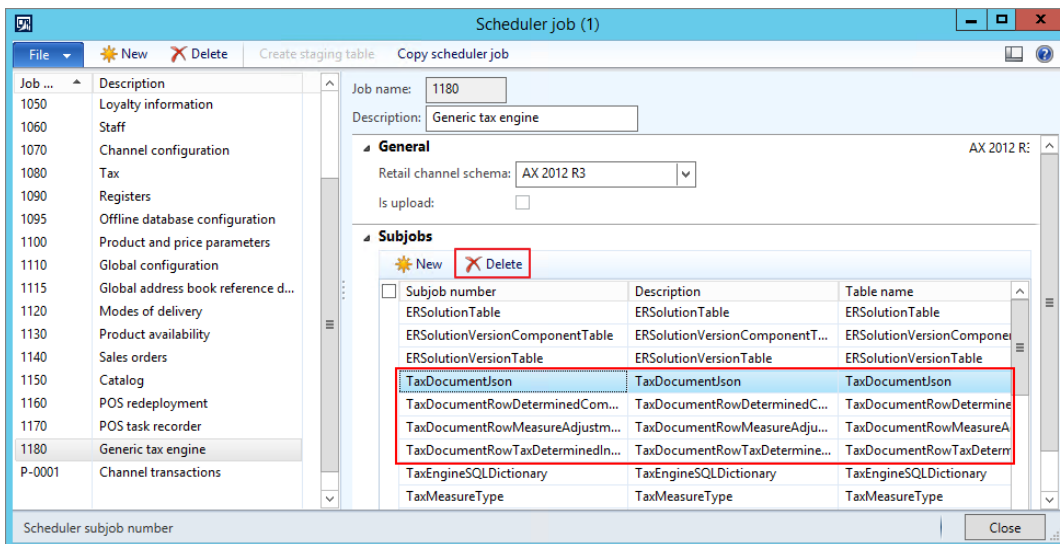 Scheduler job (1)
File New Delete Create staging table Copy scheduler job
Job ... Description
1050 Loyalty information
1060 Staff
1070 Channel configuration
1080 Tax
1090 Registers
1095 Offline database configuration
1100 Product and price parameters
1110 Global configuration
1115 Global address book reference d...
1120 Modes of delivery
1130 Product availability
1140 Sales orders
1150 Catalog
1160 POS redeployment
1170 POS task recorder
1180 Generic tax engine
P-0001 Channel transactions
Job name: 1180
Description: Generic tax engine
General AX 2012 R3
Retail channel schema: AX 2012 R3
Is upload:
Subjobs
New Delete
Subjob number Description Table name
ERSolutionTable ERSolutionTable ERSolutionTable
ERSolutionVersionComponentTable ERSolutionVersionComponentT... ERSolutionVersionComponen
ERSolutionVersionTable ERSolutionVersionTable ERSolutionVersionTable
TaxDocumentJson TaxDocumentJson TaxDocumentJson
TaxDocumentRowDeterminedCom... TaxDocumentRowDeterminedC... TaxDocumentRowDetermine
TaxDocumentRowMeasureAdjustm... TaxDocumentRowMeasureAdju... TaxDocumentRowMeasureA
TaxDocumentRowTaxDeterminedIn... TaxDocumentRowTaxDetermine... TaxDocumentRowTaxDeterm
TaxEngineSQLDictionary TaxEngineSQLDictionary TaxEngineSQLDictionary
TaxMeasureType TaxMeasureType TaxMeasureType
Scheduler subjob number Close